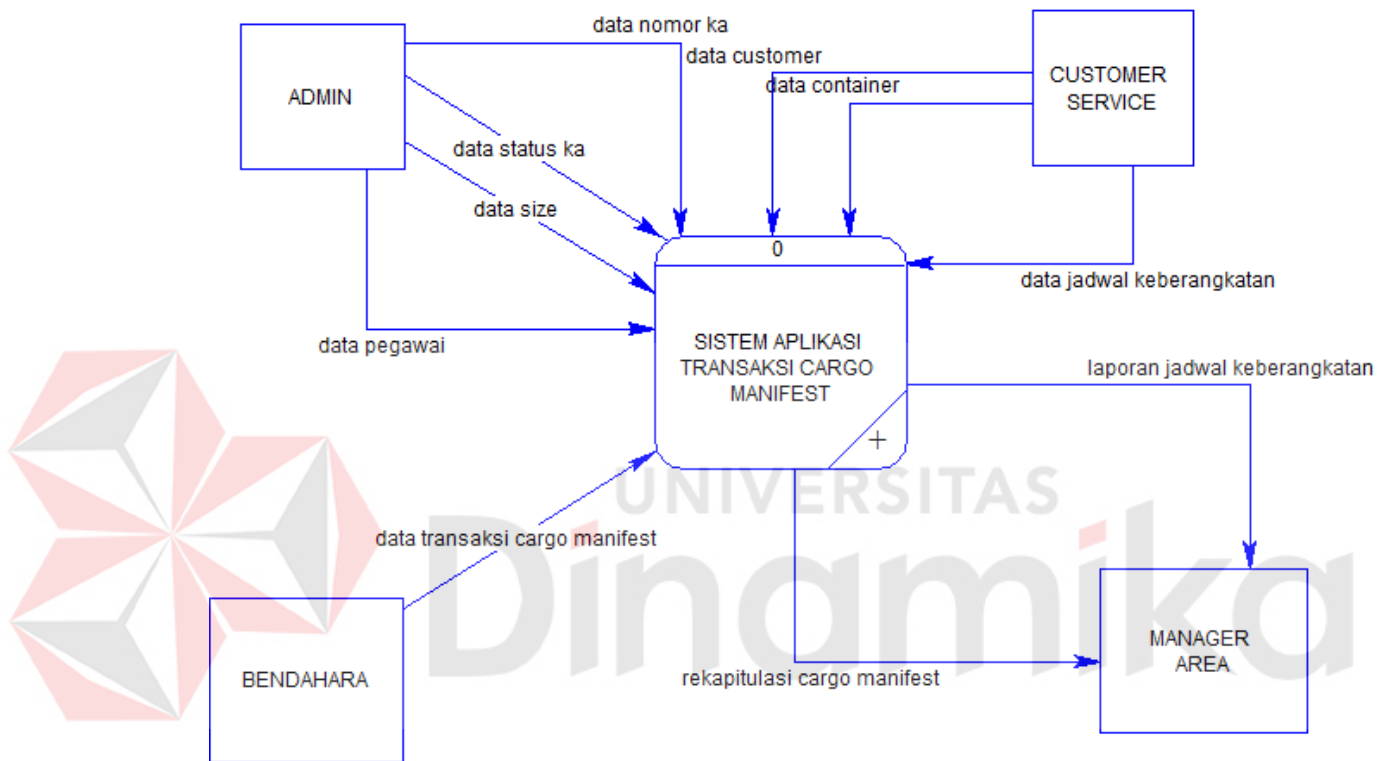 data nomor ka
data customer
data container
ADMIN
CUSTOMER
SERVICE
data status ka
data size
0
data jadwal keberangkatan
data pegawai
SISTEM APLIKASI
TRANSAKSI CARGO
MANIFEST
+
laporan jadwal keberangkatan
UNIVERSITAS
Dinamika
data transaksi cargo manifest
BENDAHARA
rekapitulasi cargo manifest
MANAGER
AREA